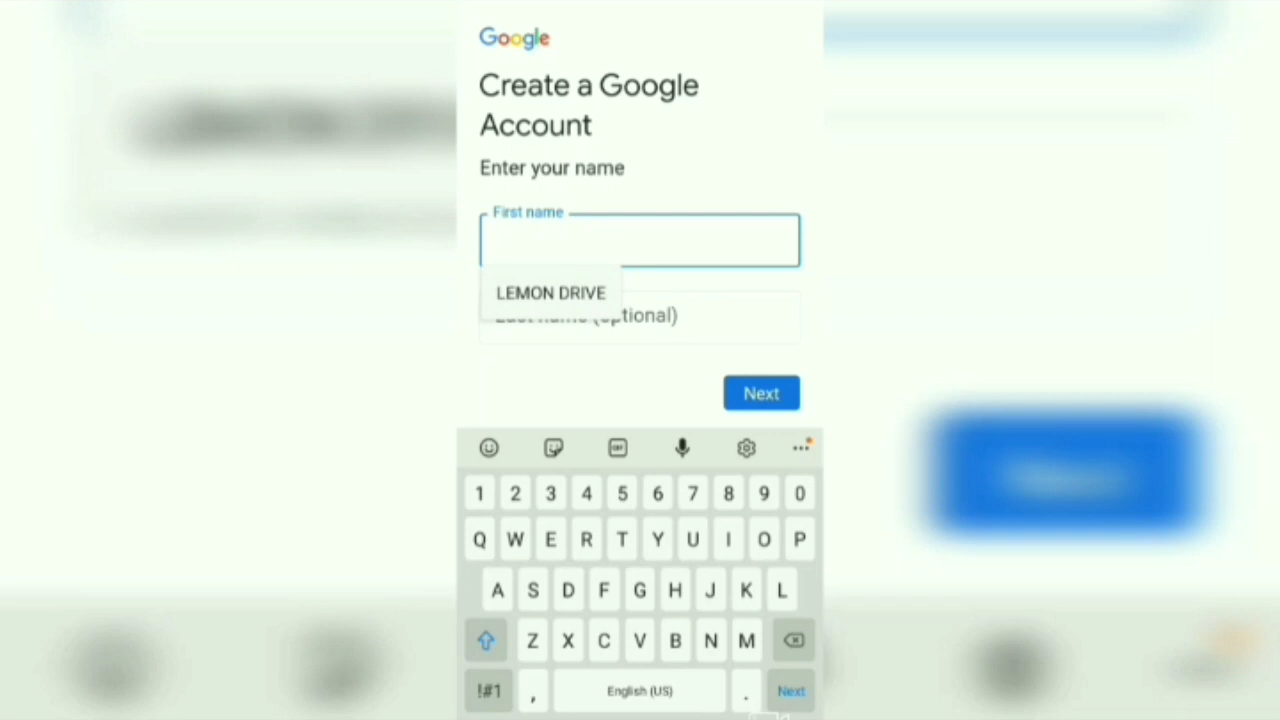 Google
Create a Google
Account
Enter your name
First name
LEMON DRIVE
Last name (optional)
Next
GIF
1 2 3 4 5 6 7 8 9 0
Q W E R T Y U I O P
A S D F G H J K L
Z X C V B N M
!#1 , English (US) . Next